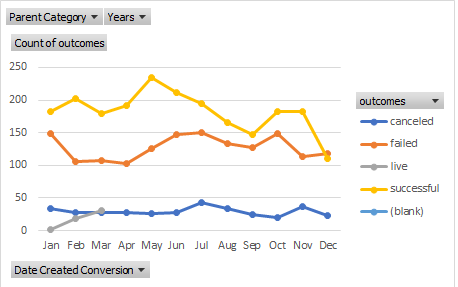 Parent Category Years
Count of outcomes
250
200
150
100
50
0
Jan Feb Mar Apr May Jun Jul Aug Sep Oct Nov Dec
outcomes
canceled
failed
live
successful
(blank)
Date Created Conversion